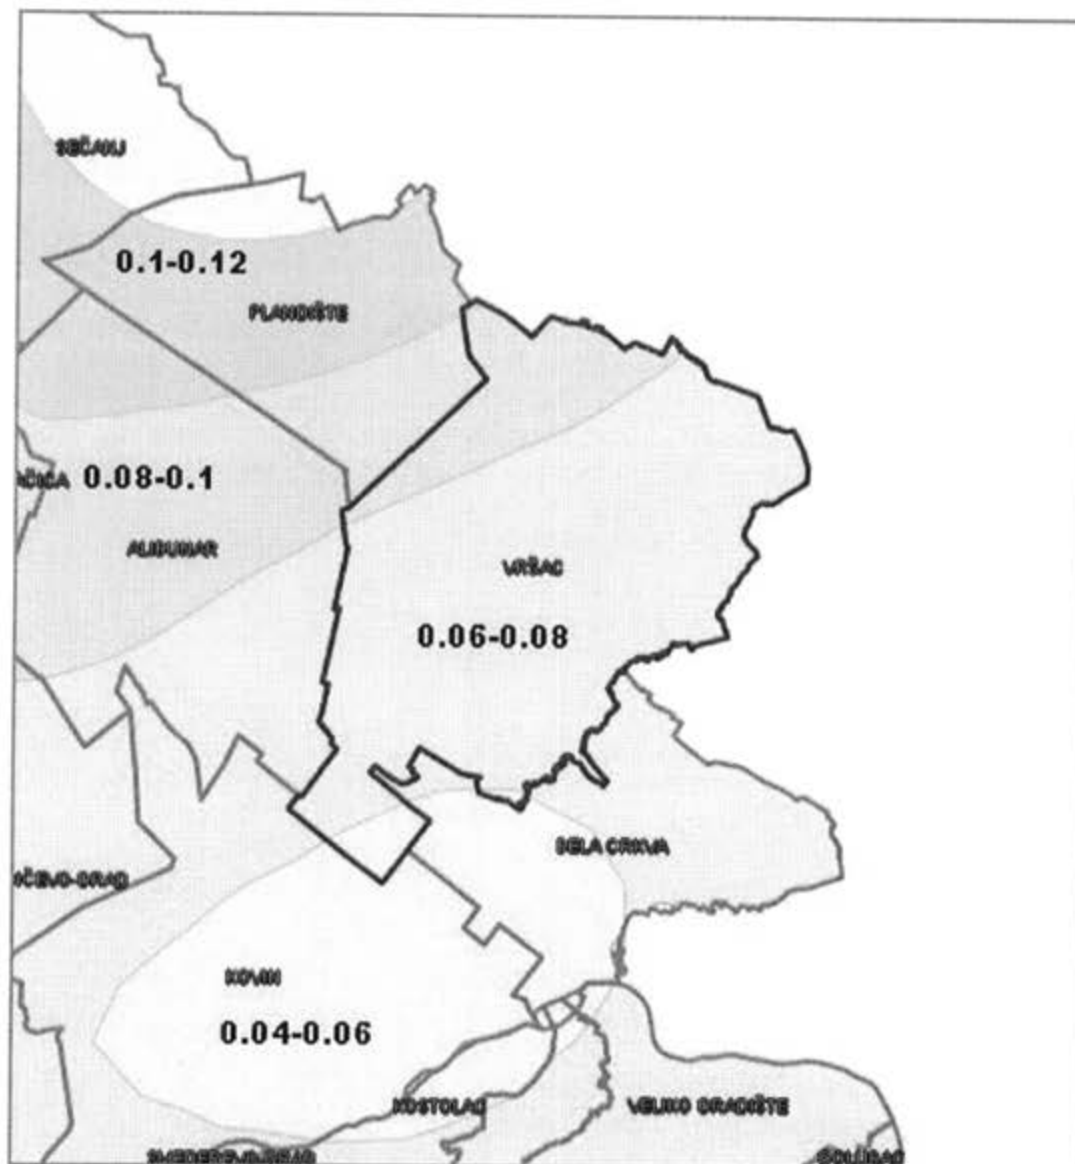 SEČANJ
0.1-0.12
PLANDIŠTE
0.08-0.1
ALIBUNAR
VRŠAC
0.06-0.08
BELA CRKVA
KOVIN
0.04-0.06
KOSTOLAC
VELIKO GRADIŠTE